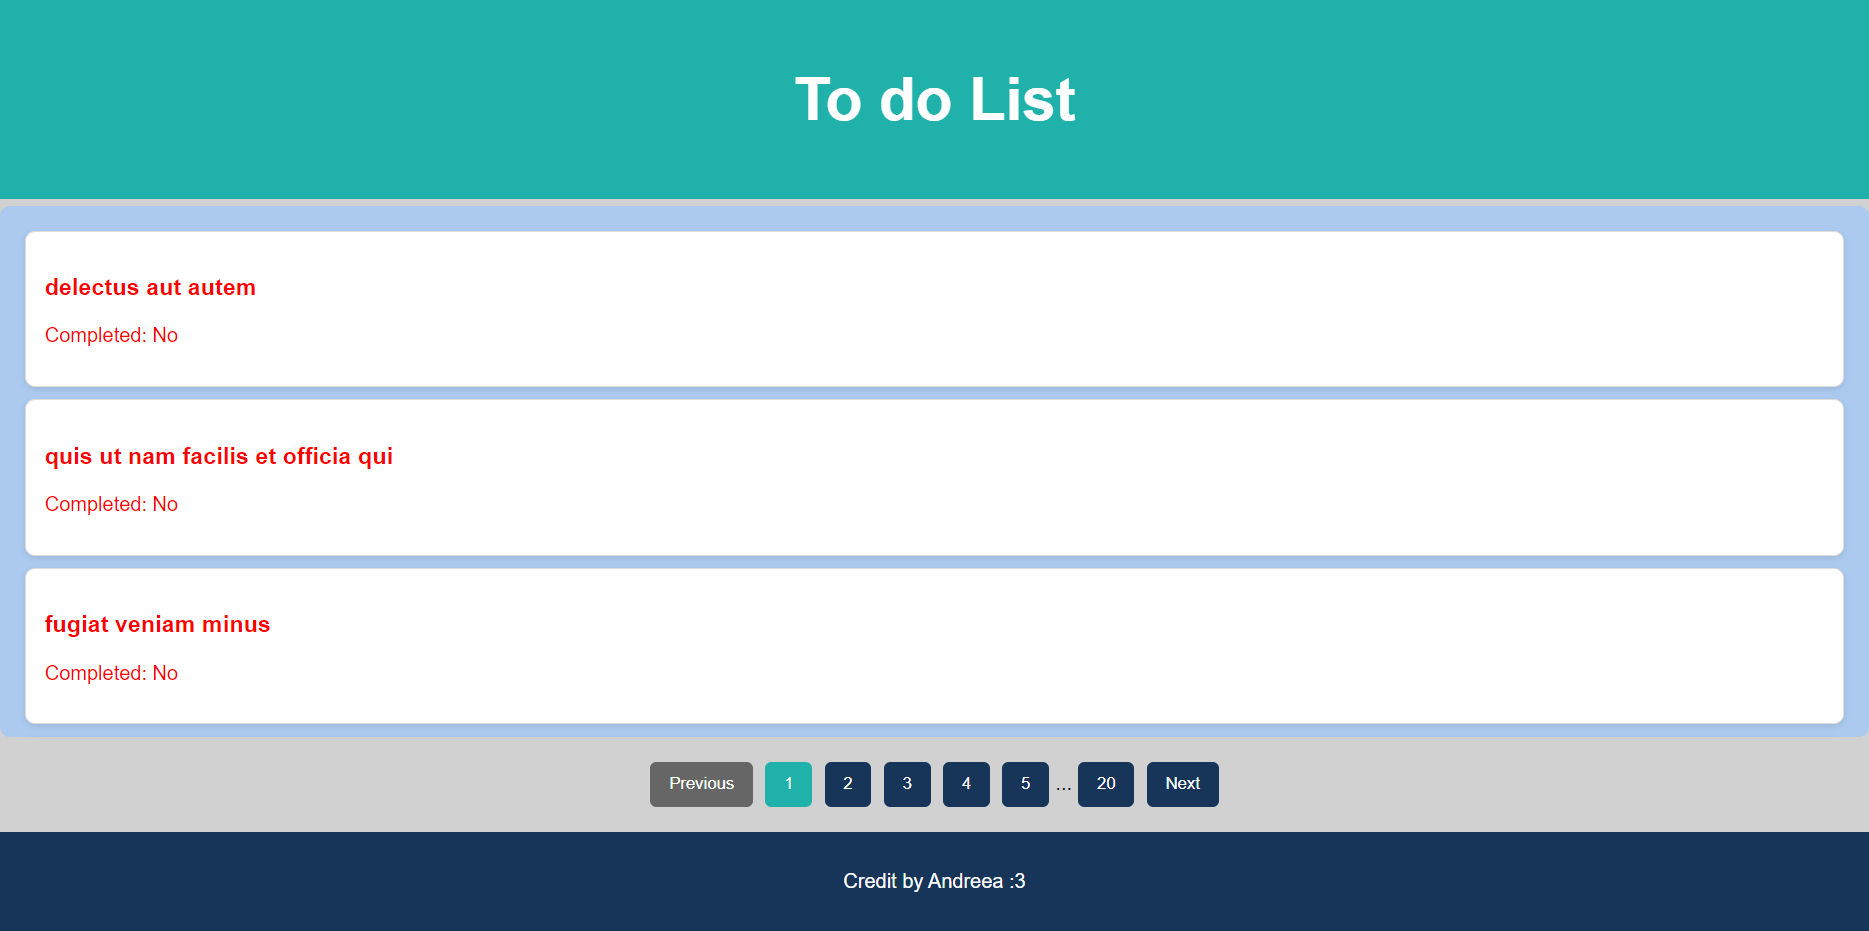 To do List
delectus aut autem
Completed: No
quis ut nam facilis et officia qui
Completed: No
fugiat veniam minus
Completed: No
Previous 1 2 3 4 5 ... 20 Next
Credit by Andreea :3